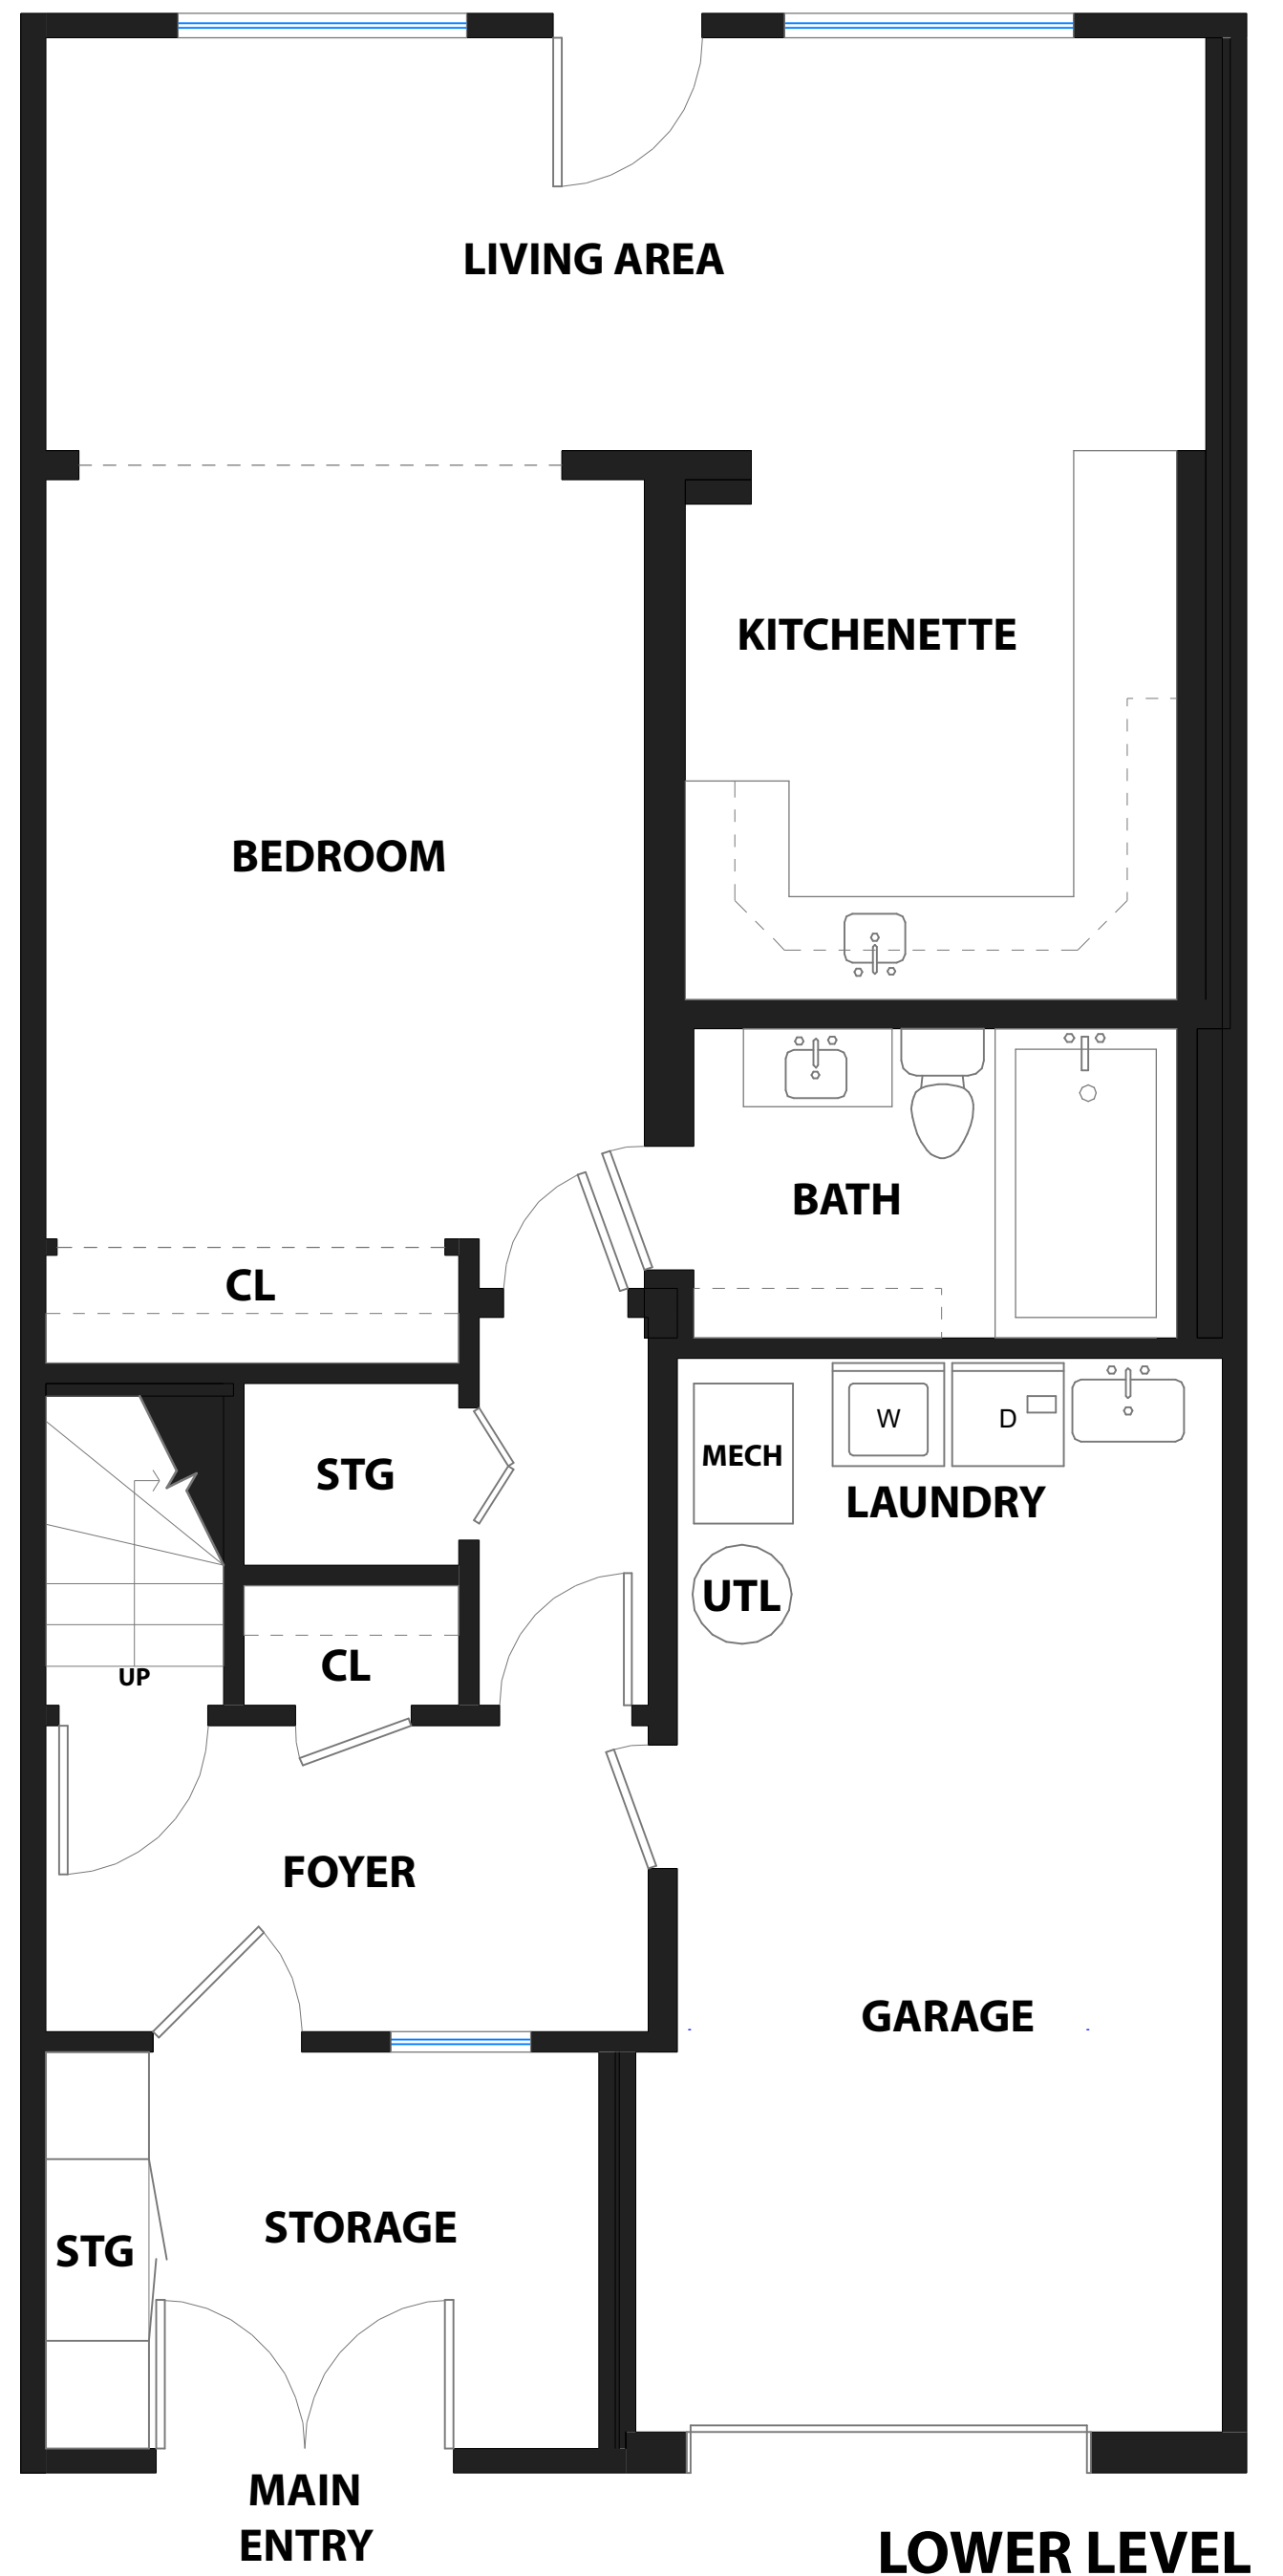 LIVING AREA
KITCHENETTE
BEDROOM
BATH
CL
W
D
MECH
STG
LAUNDRY
UTL
CL
UP
FOYER
GARAGE
STORAGE
STG
MAIN
ENTRY
LOWER LEVEL